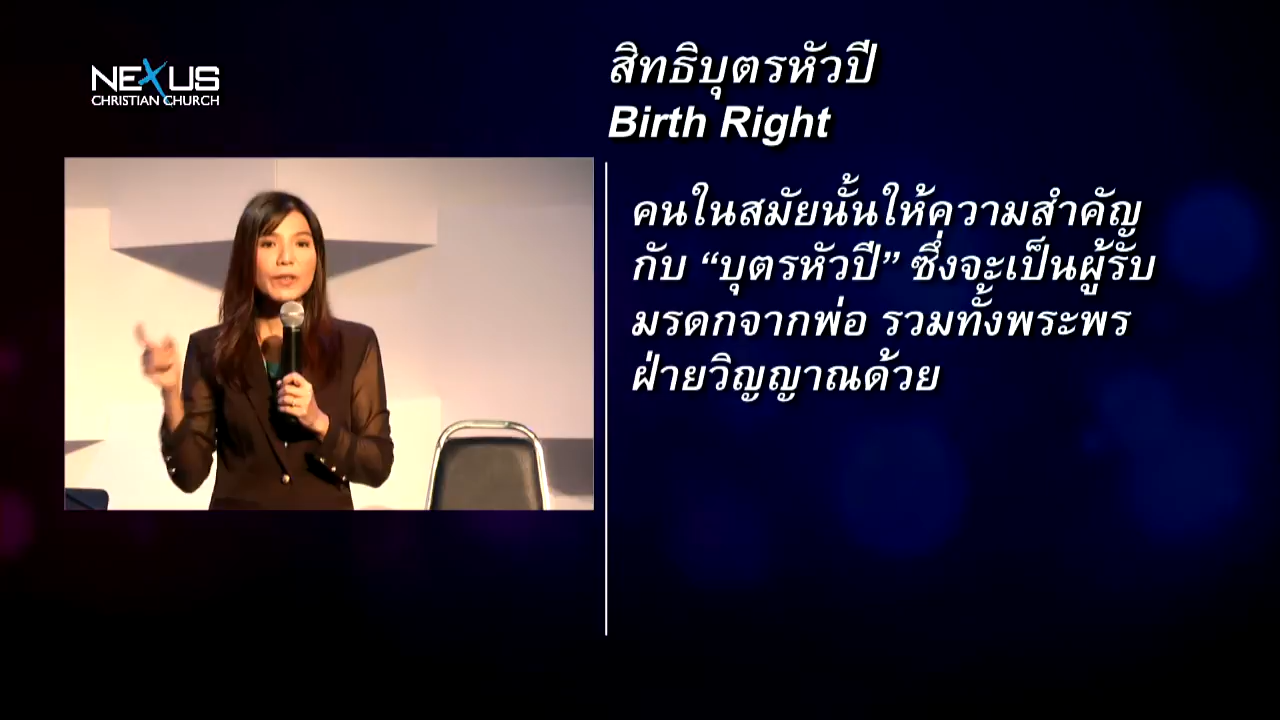 NEXUS
CHRISTIAN CHURCH
สิทธิบุตรหัวปี
Birth Right
คนในสมัยนั้นให้ความสำคัญ
กับ “บุตรหัวปี” ซึ่งจะเป็นผู้รับ
มรดกจากพ่อ รวมทั้งพระพร
ฝ่ายวิญญาณด้วย